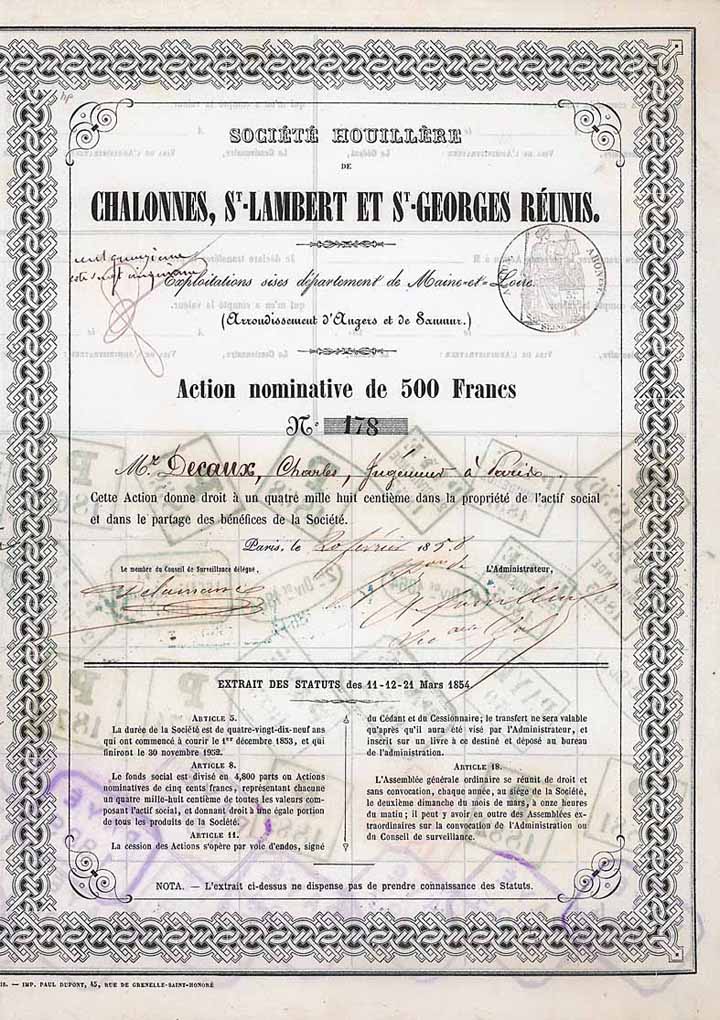 SOCIÉTÉ HOUILLÈRE
DE
CHALONNES, ST-LAMBERT ET ST-GEORGES RÉUNIS.
Exploitations sises département de Maine-et-Loire
(Arrondissement d'Angers et de Saumur.)
ABONNT
SEINE
Action nominative de 500 Francs
No 178
Mr Decaux, Charles, Ingénieur à Paris
Cette Action donne droit à un quatre mille huit centième dans la propriété de l'actif social
et dans le partage des bénéfices de la Société.
Paris, le 20 février 1858
Le membre du Conseil de Surveillance délégué,
L'Administrateur,
EXTRAIT DES STATUTS des 11-12-21 Mars 1854
ARTICLE 5.
La durée de la Société est de quatre-vingt-dix-neuf ans
qui ont commencé à courir le 1er décembre 1853, et qui
finiront le 30 novembre 1952.
ARTICLE 8.
Le fonds social est divisé en 4,800 parts ou Actions
nominatives de cinq cents francs, représentant chacune
un quatre mille-huit centième de toutes les valeurs com-
posant l'actif social, et donnant droit à une égale portion
de tous les produits de la Société.
ARTICLE 11.
La cession des Actions s'opère par voie d'endos, signé
du Cédant et du Cessionnaire; le transfert ne sera valable
qu'après qu'il aura été visé par l'Administrateur, et
inscrit sur un livre à ce destiné et déposé au bureau
de l'administration.
ARTICLE 18.
L'Assemblée générale ordinaire se réunit de droit et
sans convocation, chaque année, au siége de la Société,
le deuxième dimanche du mois de mars, à onze heures
du matin; il peut y avoir en outre des Assemblées ex-
traordinaires sur la convocation de l'Administration ou
du Conseil de surveillance.
NOTA. — L'extrait ci-dessus ne dispense pas de prendre connaissance des Statuts.
IS. — IMP. PAUL DUPONT, 45, RUE DE GRENELLE-SAINT-HONORÉ